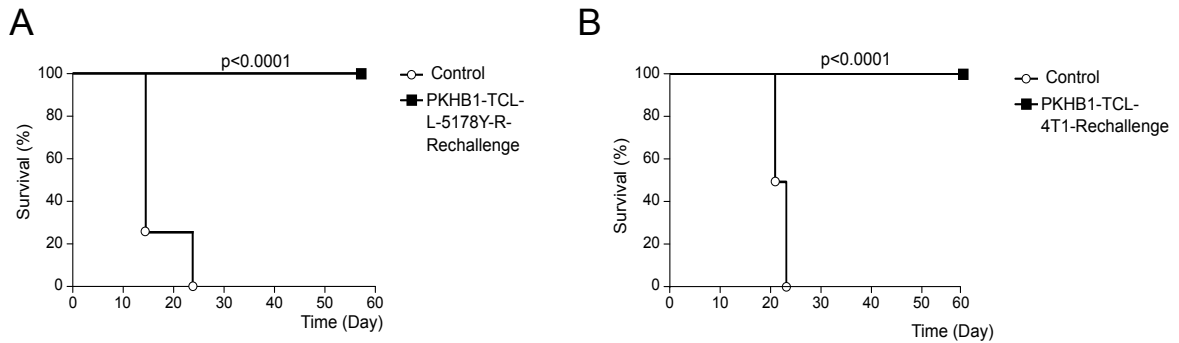 A
p<0.0001
100
80
60
40
20
0
Survival (%)
0 10 20 30 40 50 60
Time (Day)
Control
PKHB1-TCL-
L-5178Y-R-
Rechallenge
B
p<0.0001
100
80
60
40
20
0
Survival (%)
0 10 20 30 40 50 60
Time (Day)
Control
PKHB1-TCL-
4T1-Rechallenge